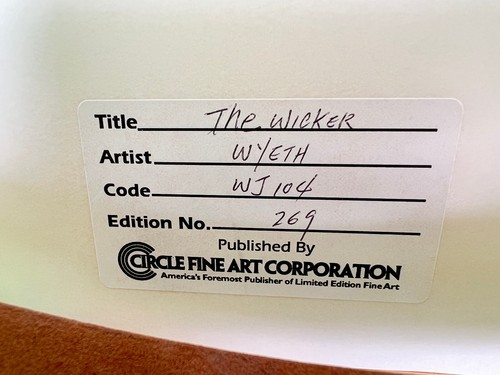 Title The WICKER
Artist WYETH
Code WJ 104
Edition No. 269
Published By
CIRCLE FINE ART CORPORATION
America's Foremost Publisher of Limited Edition Fine Art